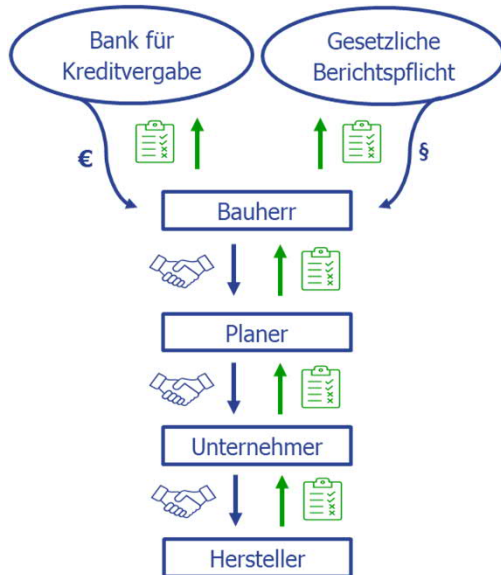 Bank für
Kreditvergabe
Gesetzliche
Berichtspflicht
€
§
Bauherr
Planer
Unternehmer
Hersteller